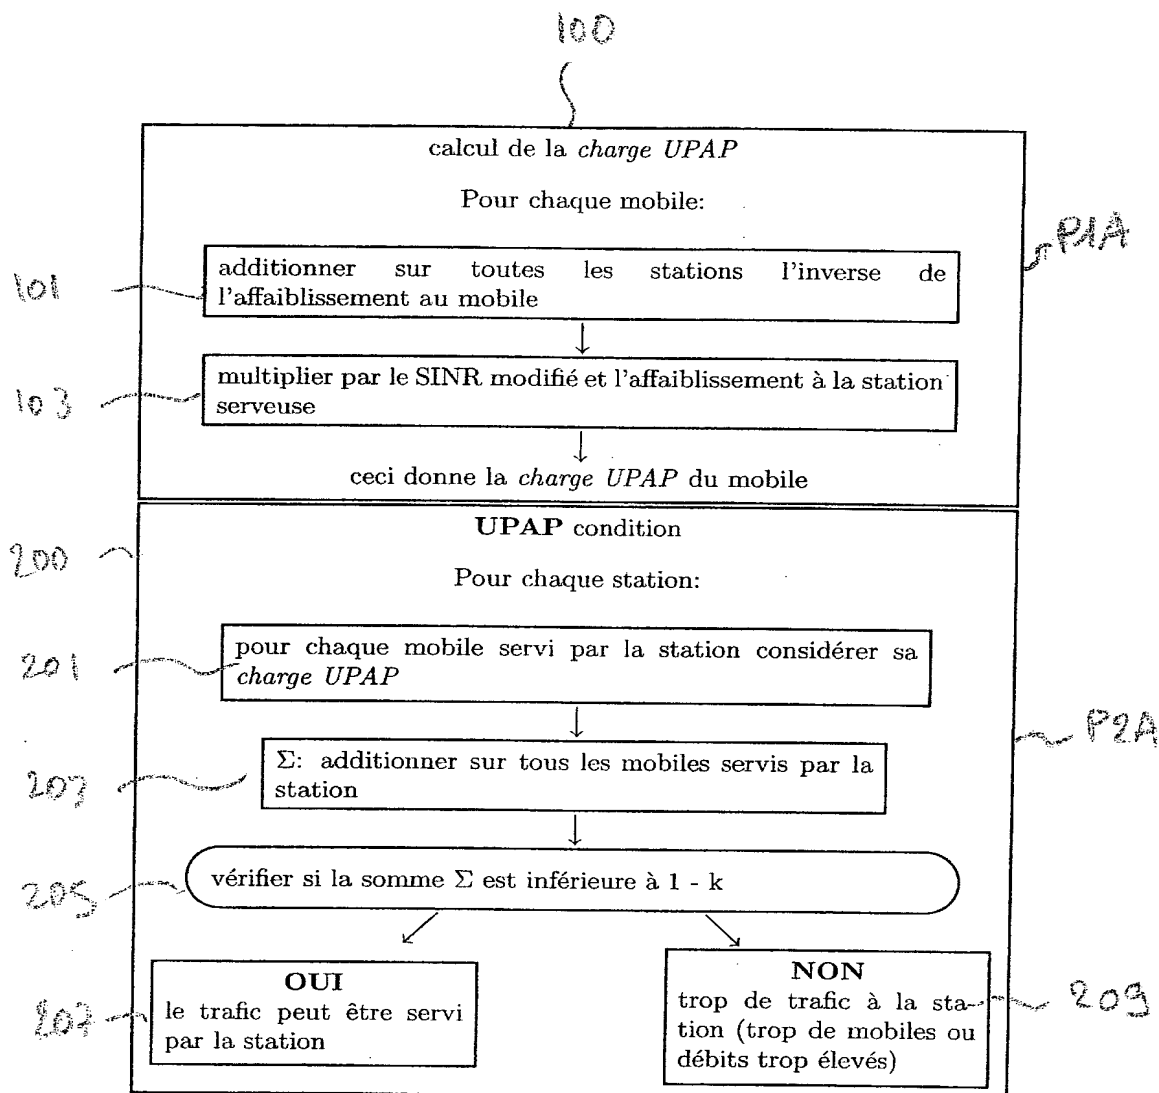 100
calcul de la charge UPAP
Pour chaque mobile:
P1A
101
additionner sur toutes les stations l'inverse de
l'affaiblissement au mobile
103
multiplier par le SINR modifié et l'affaiblissement à la station
serveuse
ceci donne la charge UPAP du mobile
UPAP condition
200
Pour chaque station:
201
pour chaque mobile servi par la station considérer sa
charge UPAP
P2A
203
Σ: additionner sur tous les mobiles servis par la
station
205
vérifier si la somme Σ est inférieure à 1 - k
OUI
le trafic peut être servi
par la station
207
NON
trop de trafic à la sta-
tion (trop de mobiles ou
débits trop élevés)
209